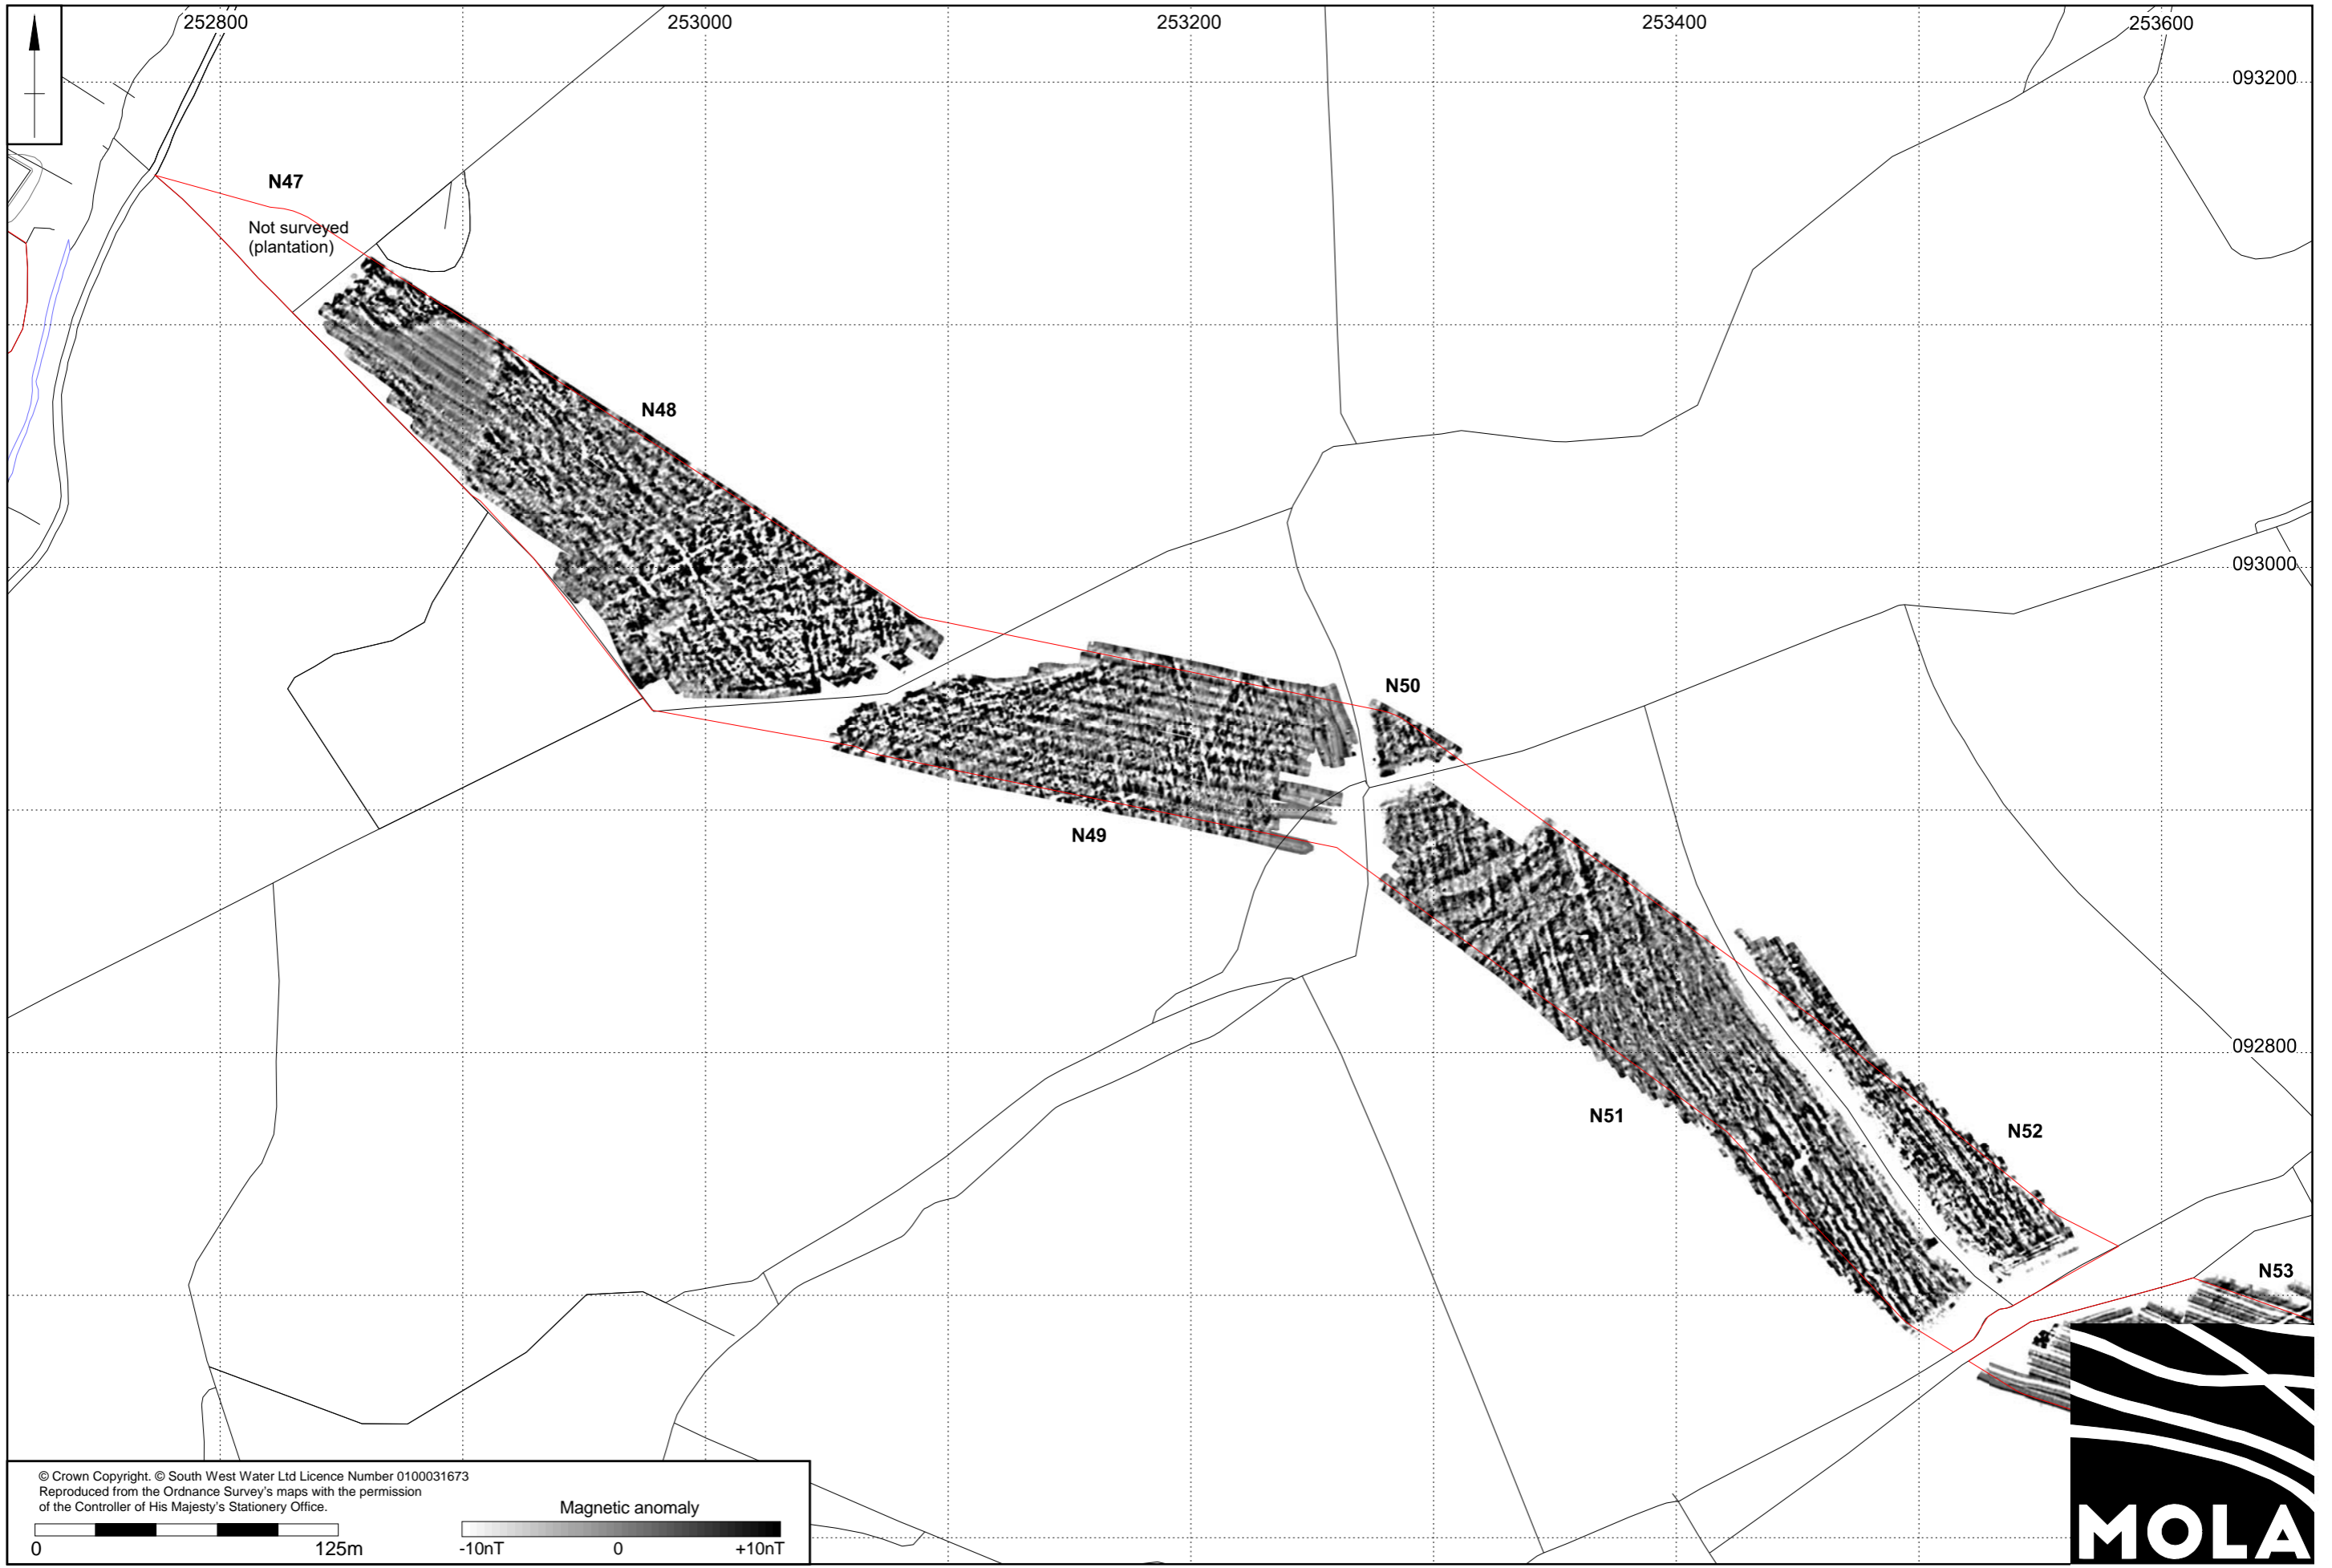 252800
253000
253200
253400
253600
093200
N47
Not surveyed
(plantation)
N48
093000
N50
N49
092800
N51
N52
N53
© Crown Copyright. © South West Water Ltd Licence Number 0100031673
Reproduced from the Ordnance Survey's maps with the permission
of the Controller of His Majesty's Stationery Office.
0
125m
Magnetic anomaly
-10nT
0
+10nT
MOLA